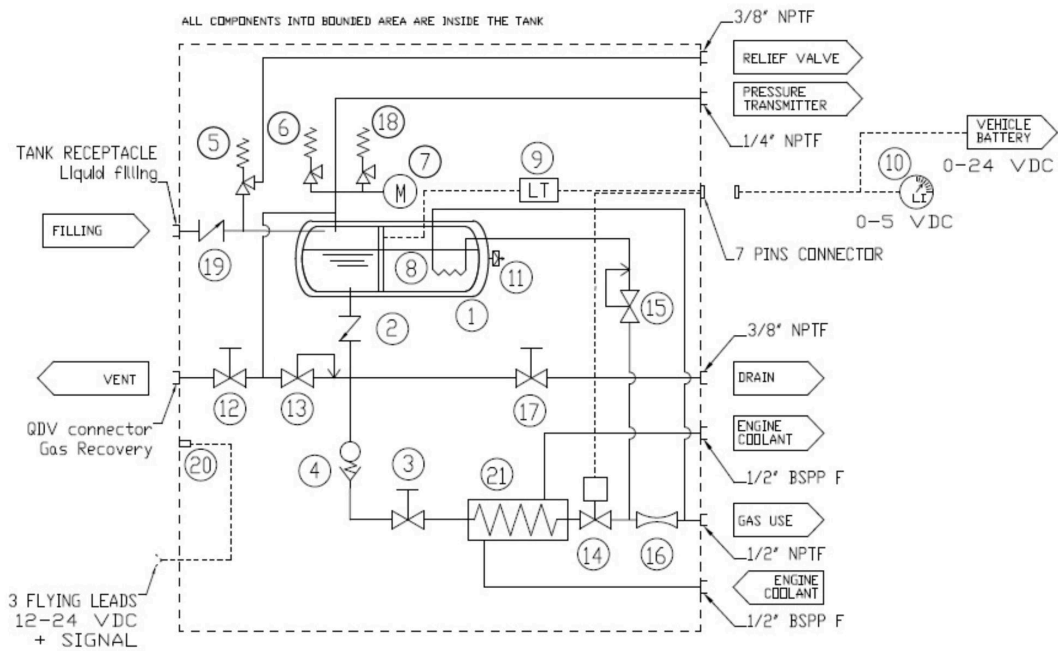 ALL COMPONENTS INTO BOUNDED AREA ARE INSIDE THE TANK
3/8" NPTF
RELIEF VALVE
PRESSURE
TRANSMITTER
1/4" NPTF
VEHICLE
BATTERY
0-24 VDC
5
6
18
7
M
9
LT
10
LI
0-5 VDC
TANK RECEPTACLE
Liquid filling
FILLING
19
8
11
7 PINS CONNECTOR
1
2
15
3/8" NPTF
VENT
12
13
17
DRAIN
QDV connector
Gas Recovery
20
4
3
21
ENGINE
COOLANT
1/2" BSPP F
14
16
GAS USE
1/2" NPTF
3 FLYING LEADS
12-24 VDC
+ SIGNAL
ENGINE
COOLANT
1/2" BSPP F